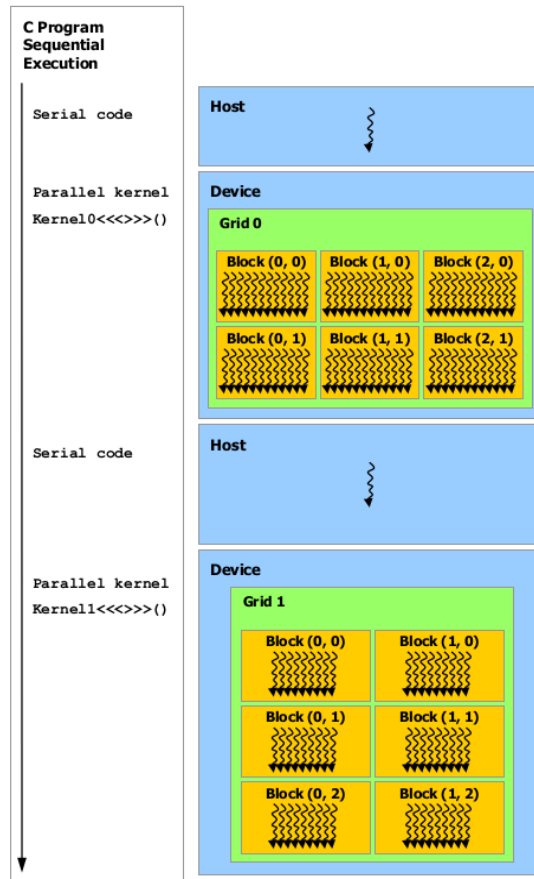 C Program
Sequential
Execution
Serial code
Host
Parallel kernel
Kernel0<<<>>>()
Device
Grid 0
Block (0, 0)
Block (1, 0)
Block (2, 0)
Block (0, 1)
Block (1, 1)
Block (2, 1)
Serial code
Host
Parallel kernel
Kernel1<<<>>>()
Device
Grid 1
Block (0, 0)
Block (1, 0)
Block (0, 1)
Block (1, 1)
Block (0, 2)
Block (1, 2)